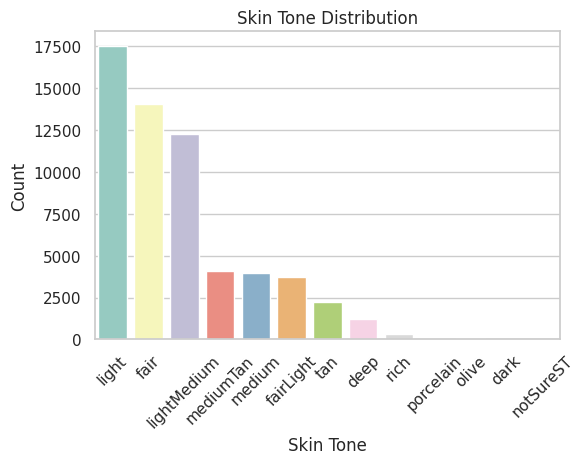 Skin Tone Distribution
Count
17500
15000
12500
10000
7500
5000
2500
0
light
fair
lightMedium
mediumTan
medium
fairLight
tan
deep
rich
porcelain
olive
dark
notSureST
Skin Tone